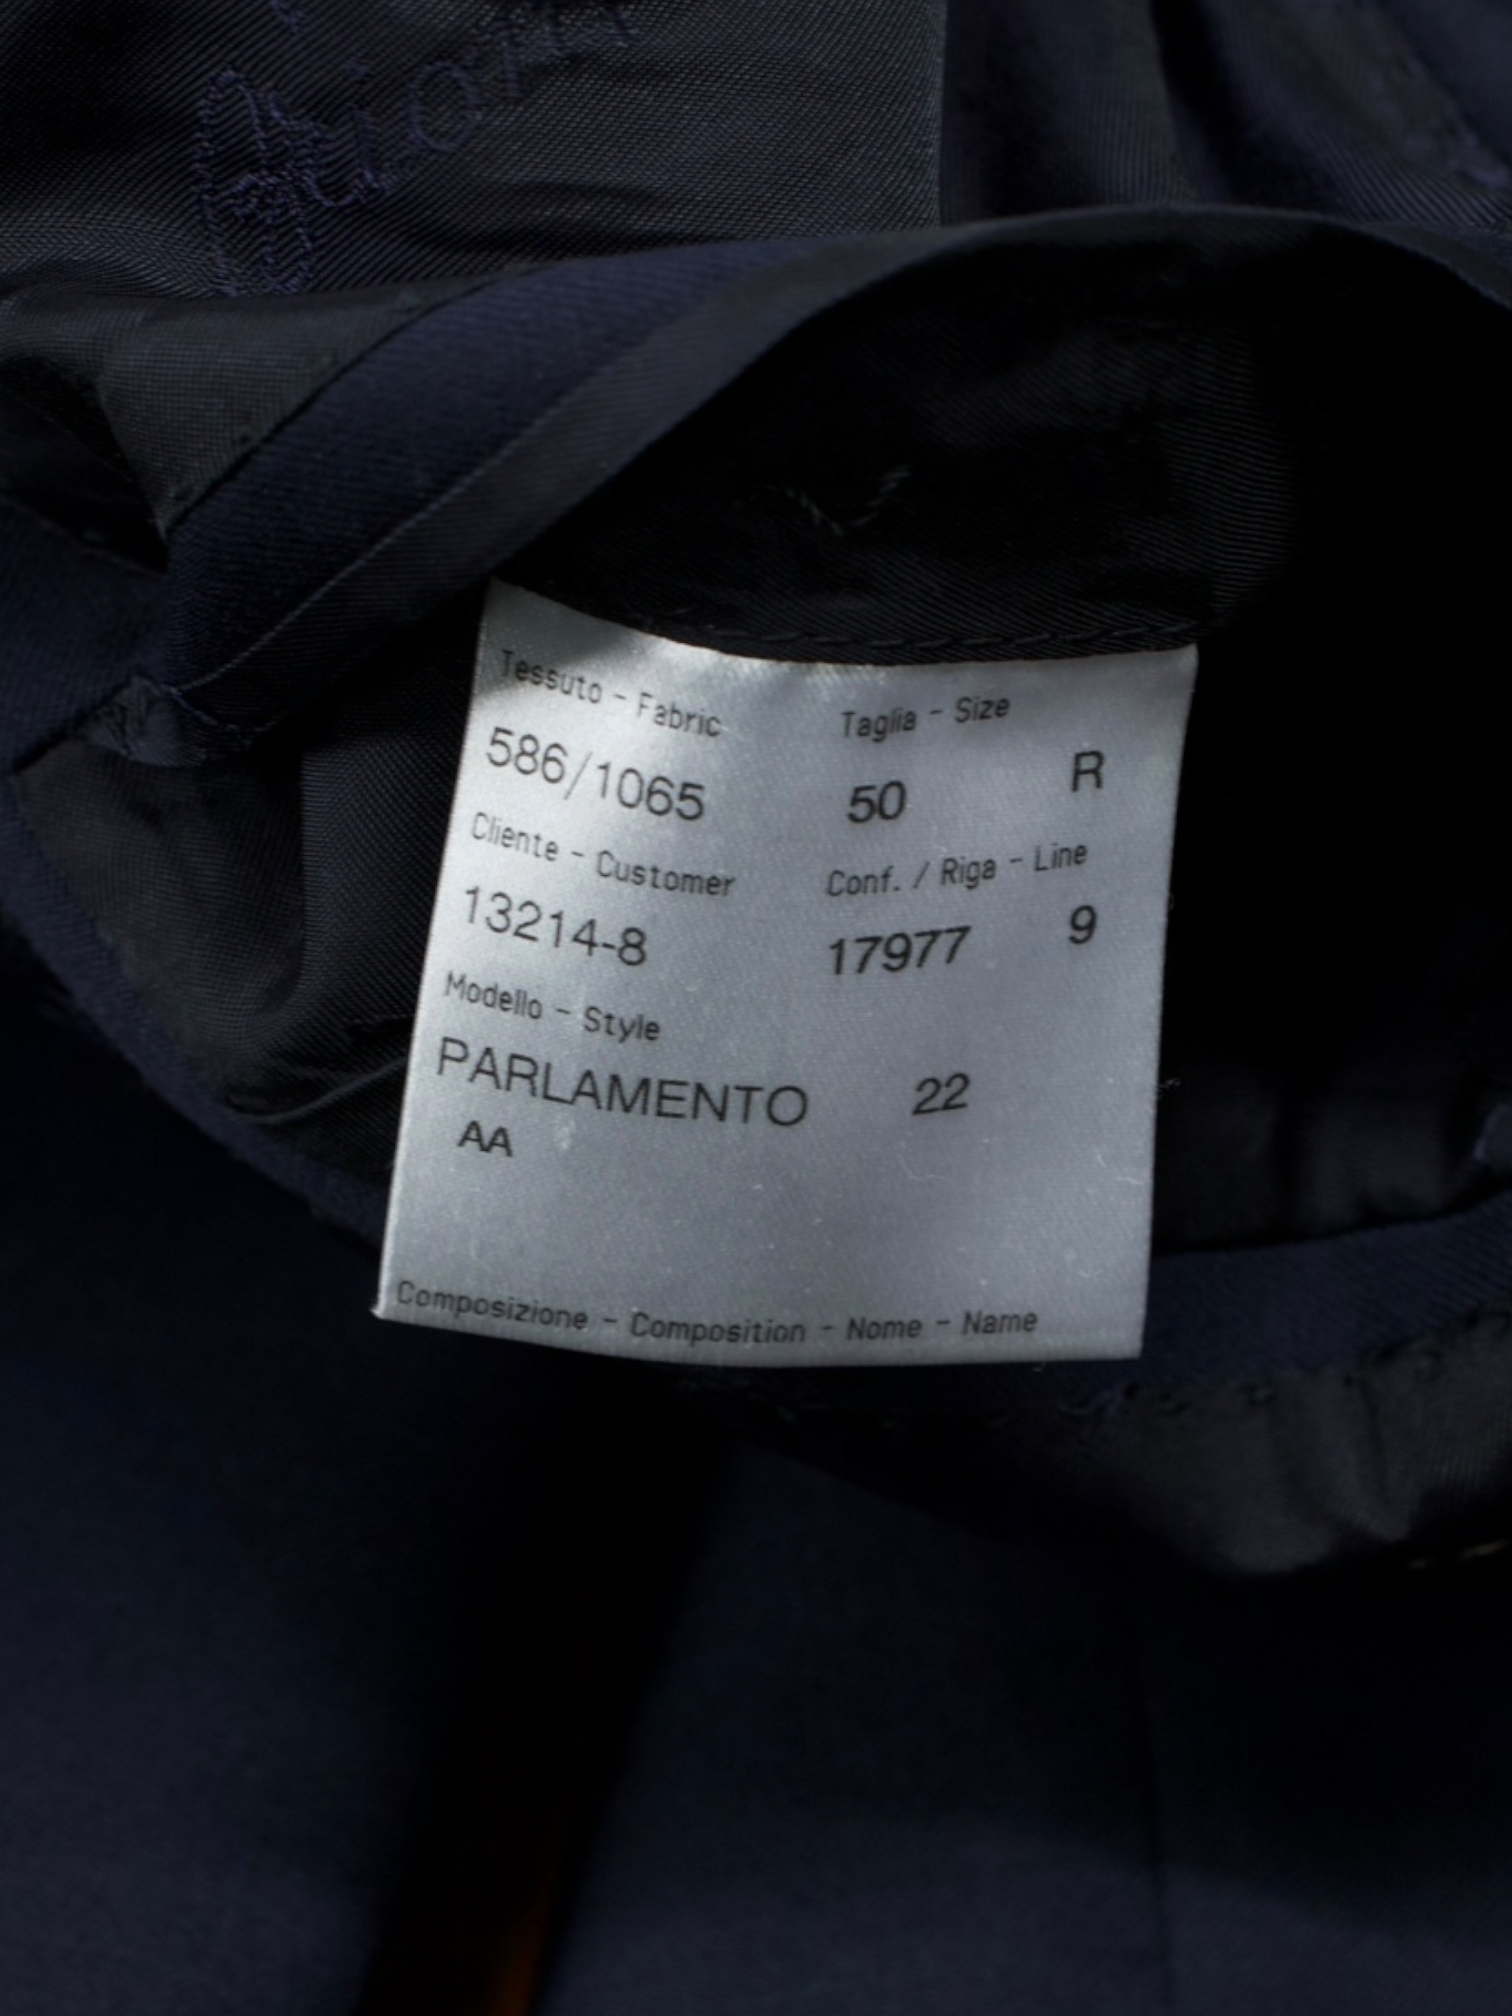 Tessuto - Fabric Taglia - Size
586/1065 50 R
Cliente - Customer Conf. / Riga - Line
13214-8 17977 9
Modello - Style
PARLAMENTO 22
AA
Composizione - Composition - Nome - Name